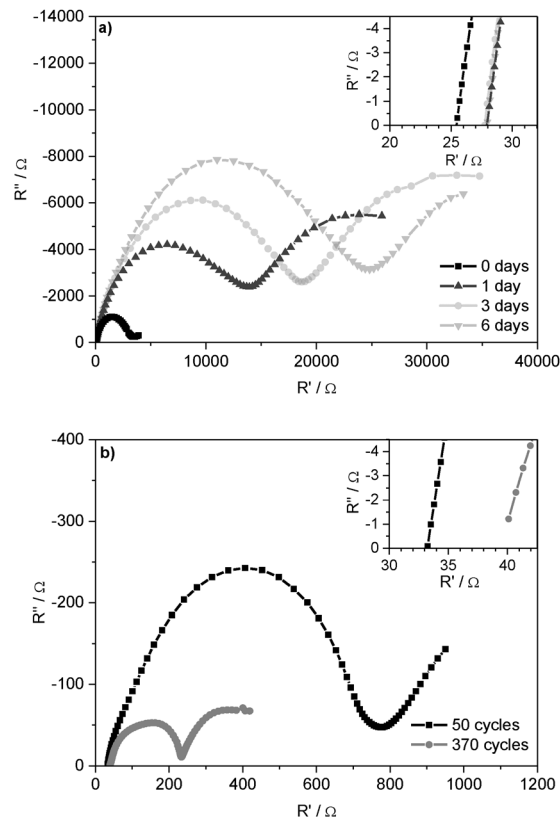 a)
-14000
-12000
-10000
-8000
-6000
-4000
-2000
0
R'' / Ω
0 10000 20000 30000 40000
R' / Ω
-4
-3
-2
-1
0
R'' / Ω
20 25 30
R' / Ω
0 days
1 day
3 days
6 days
b)
-400
-300
-200
-100
0
R'' / Ω
0 200 400 600 800 1000 1200
R' / Ω
-4
-3
-2
-1
0
R'' / Ω
30 35 40
R' / Ω
50 cycles
370 cycles